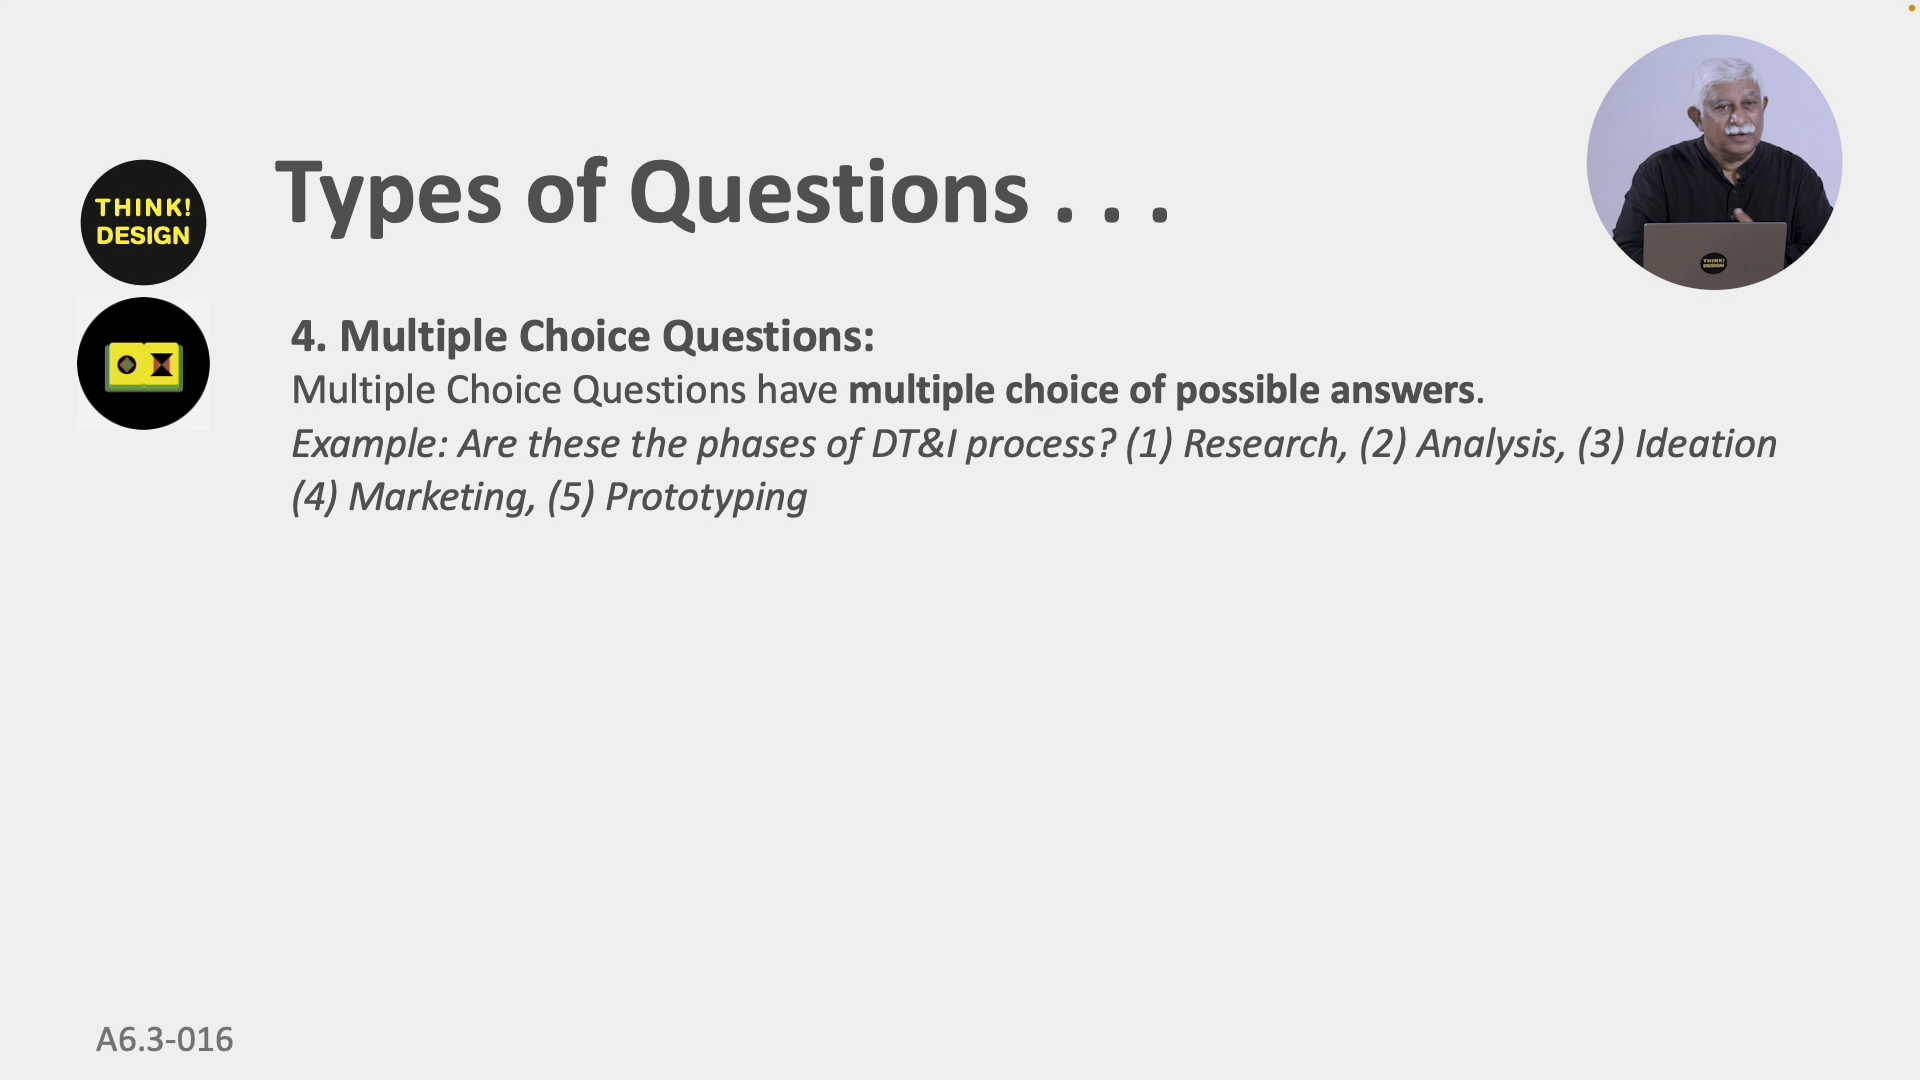 Types of Questions . . .
THINK!
DESIGN
4. Multiple Choice Questions:
Multiple Choice Questions have multiple choice of possible answers.
Example: Are these the phases of DT&I process? (1) Research, (2) Analysis, (3) Ideation
(4) Marketing, (5) Prototyping
THINK!
DESIGN
A6.3-016